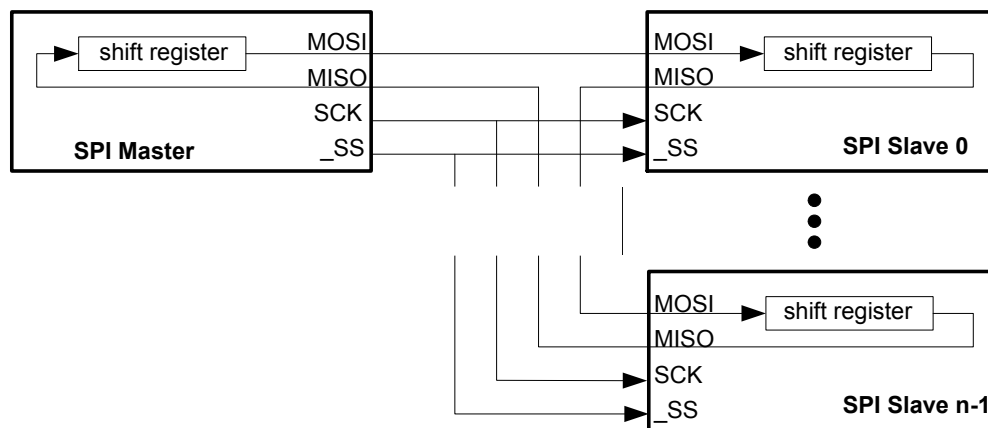 shift register
MOSI
MISO
SCK
_SS
SPI Master
MOSI
shift register
MISO
SCK
_SS
SPI Slave 0
MOSI
shift register
MISO
SCK
_SS
SPI Slave n-1